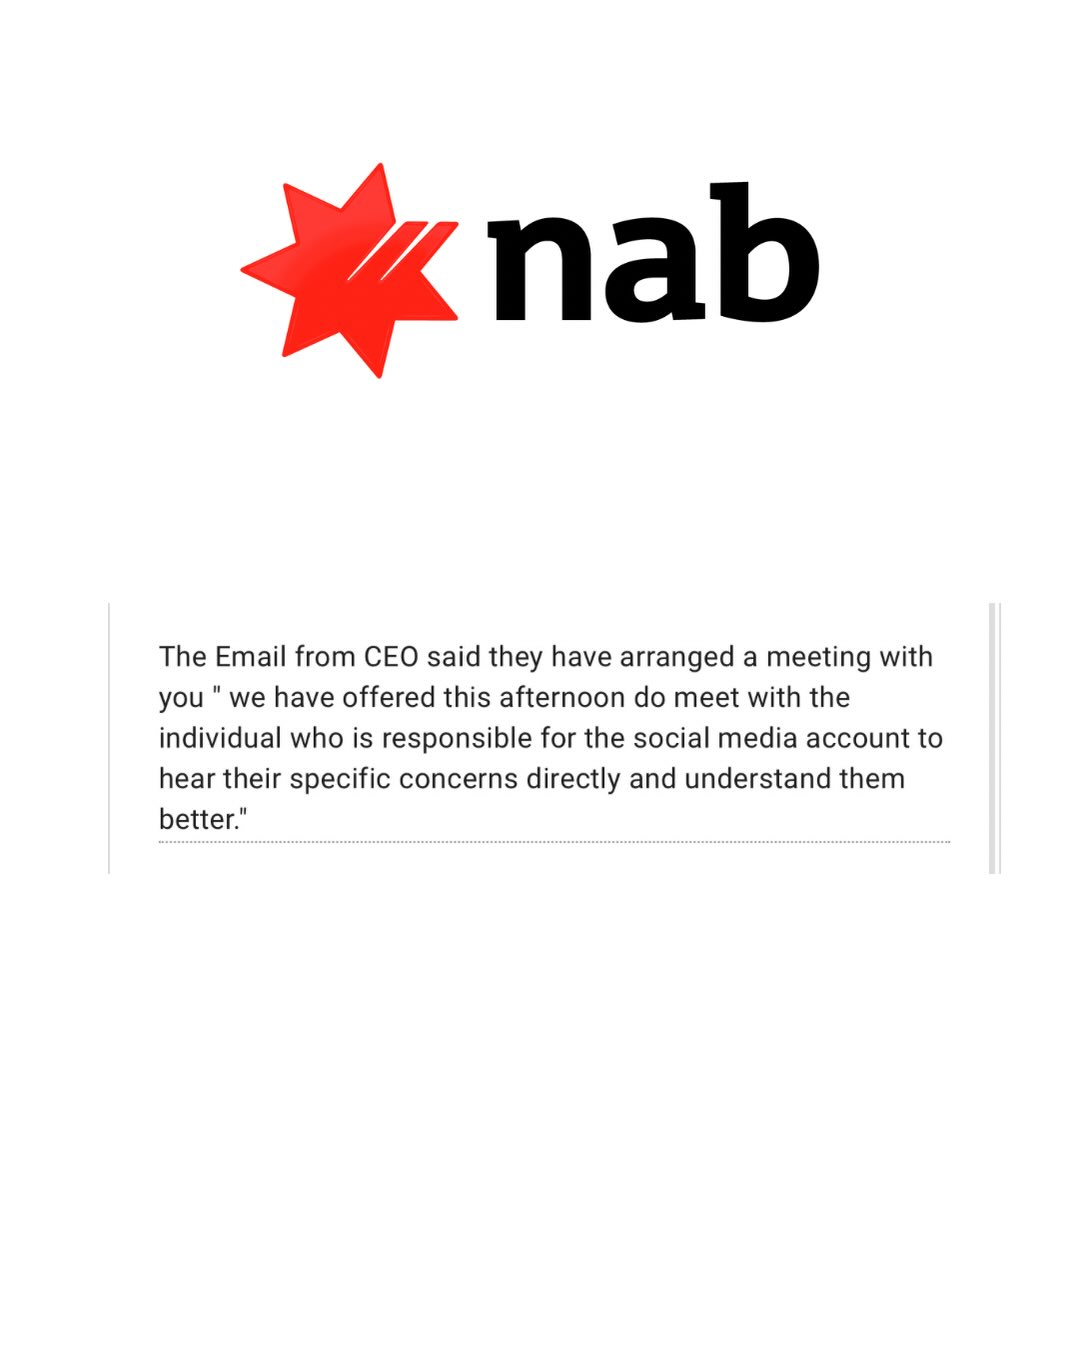 nab
The Email from CEO said they have arranged a meeting with
you " we have offered this afternoon do meet with the
individual who is responsible for the social media account to
hear their specific concerns directly and understand them
better."